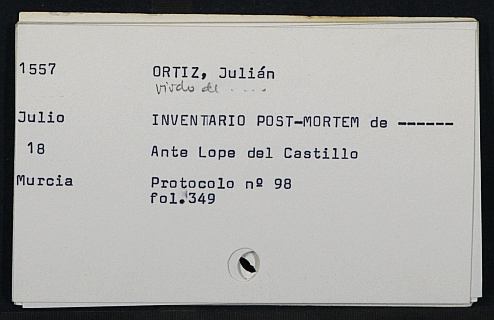 1557 ORTIZ, Julián
viudo de ....
Julio INVENTARIO POST-MORTEM de ------
18 Ante Lope del Castillo
Murcia Protocolo nº 98
fol. 349